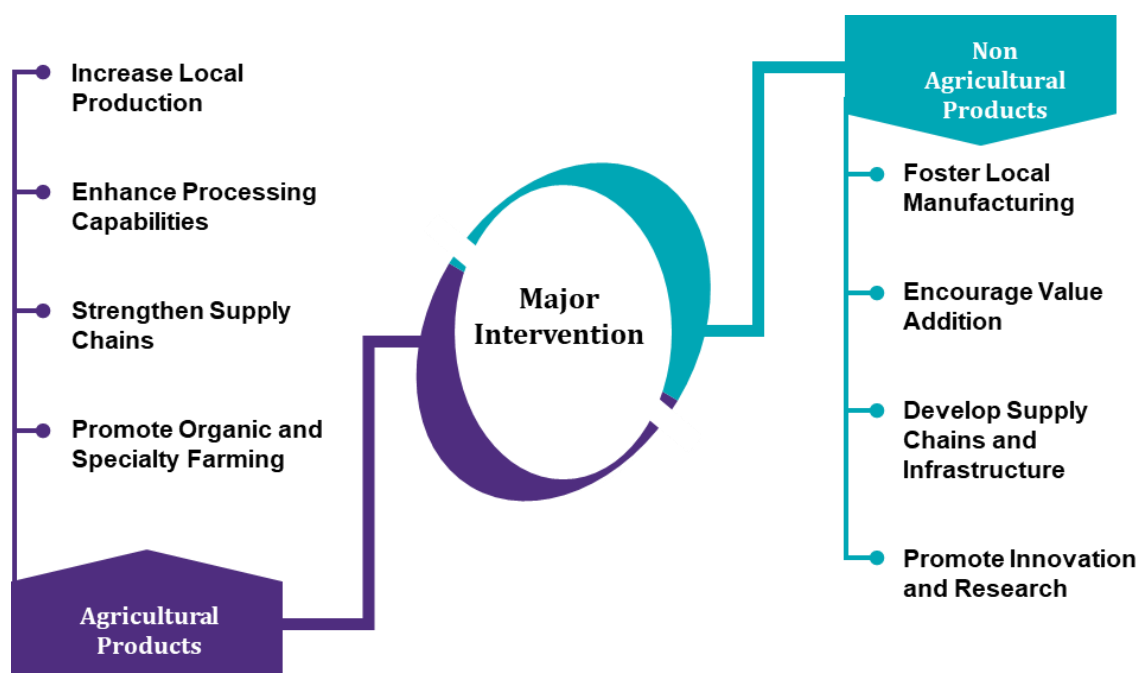 Increase Local
Production
Enhance Processing
Capabilities
Strengthen Supply
Chains
Promote Organic and
Specialty Farming
Agricultural
Products
Major
Intervention
Non
Agricultural
Products
Foster Local
Manufacturing
Encourage Value
Addition
Develop Supply
Chains and
Infrastructure
Promote Innovation
and Research